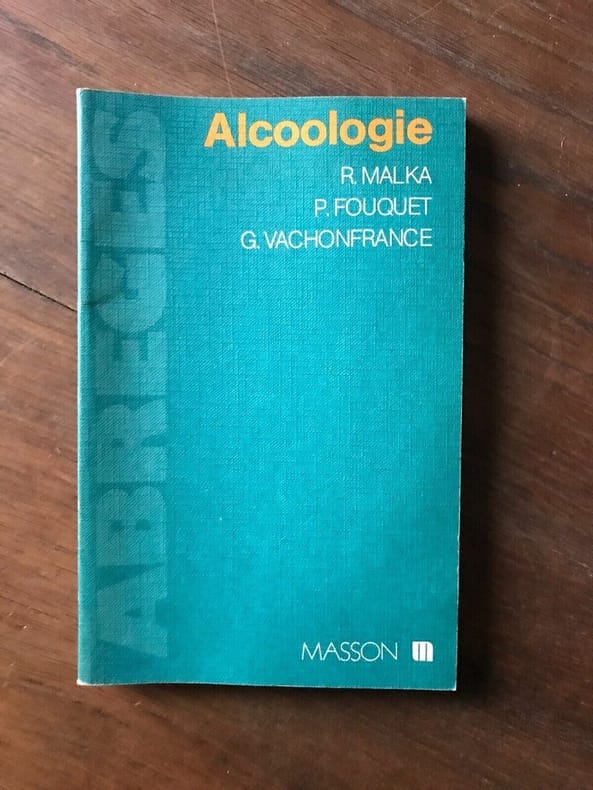 Alcoologie
R. MALKA
P. FOUQUET
G. VACHONFRANCE
ABREGES
MASSON